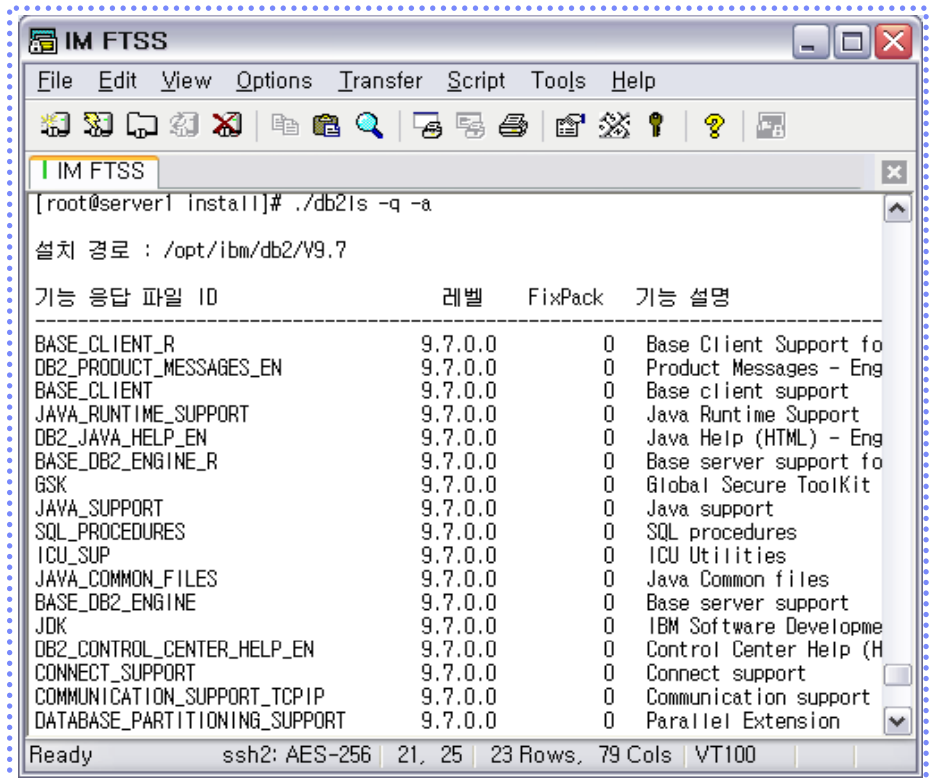 IM FTSS
File Edit View Options Transfer Script Tools Help
IM FTSS
[root@server1 install]# ./db2ls -q -a
설치 경로 : /opt/ibm/db2/V9.7
기능 응답 파일 ID 레벨 FixPack 기능 설명
--------------------------------------------------------------------------------
BASE_CLIENT_R 9.7.0.0 0 Base Client Support fo
DB2_PRODUCT_MESSAGES_EN 9.7.0.0 0 Product Messages - Eng
BASE_CLIENT 9.7.0.0 0 Base client support
JAVA_RUNTIME_SUPPORT 9.7.0.0 0 Java Runtime Support
DB2_JAVA_HELP_EN 9.7.0.0 0 Java Help (HTML) - Eng
BASE_DB2_ENGINE_R 9.7.0.0 0 Base server support fo
GSK 9.7.0.0 0 Global Secure ToolKit
JAVA_SUPPORT 9.7.0.0 0 Java support
SQL_PROCEDURES 9.7.0.0 0 SQL procedures
ICU_SUP 9.7.0.0 0 ICU Utilities
JAVA_COMMON_FILES 9.7.0.0 0 Java Common files
BASE_DB2_ENGINE 9.7.0.0 0 Base server support
JDK 9.7.0.0 0 IBM Software Developme
DB2_CONTROL_CENTER_HELP_EN 9.7.0.0 0 Control Center Help (H
CONNECT_SUPPORT 9.7.0.0 0 Connect support
COMMUNICATION_SUPPORT_TCPIP 9.7.0.0 0 Communication support
DATABASE_PARTITIONING_SUPPORT 9.7.0.0 0 Parallel Extension
Ready ssh2: AES-256 21, 25 23 Rows, 79 Cols VT100